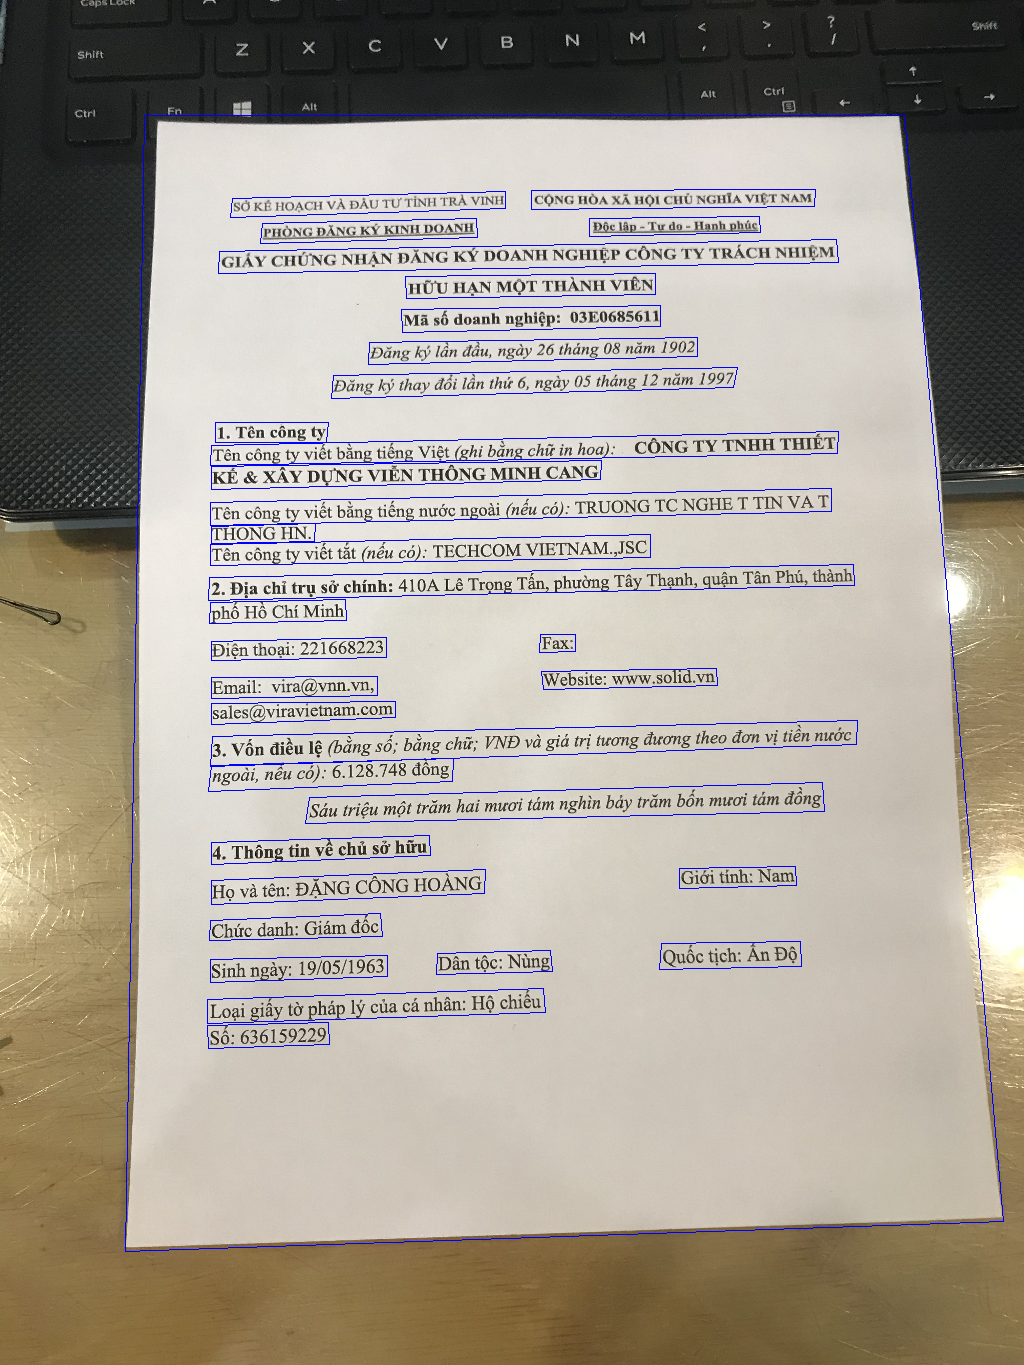 Caps Lock
Shift
Z X C V B N M < , > . ? / Shift
Ctrl Fn Alt Alt Ctrl
SỞ KẾ HOẠCH VÀ ĐẦU TƯ TỈNH TRÀ VINH
CỘNG HÒA XÃ HỘI CHỦ NGHĨA VIỆT NAM
PHÒNG ĐĂNG KÝ KINH DOANH
Độc lập - Tự do - Hạnh phúc
GIẤY CHỨNG NHẬN ĐĂNG KÝ DOANH NGHIỆP CÔNG TY TRÁCH NHIỆM
HỮU HẠN MỘT THÀNH VIÊN
Mã số doanh nghiệp: 03E0685611
Đăng ký lần đầu, ngày 26 tháng 08 năm 1902
Đăng ký thay đổi lần thứ 6, ngày 05 tháng 12 năm 1997
1. Tên công ty
Tên công ty viết bằng tiếng Việt (ghi bằng chữ in hoa): CÔNG TY TNHH THIẾT
KẾ & XÂY DỰNG VIỄN THÔNG MINH CANG
Tên công ty viết bằng tiếng nước ngoài (nếu có): TRUONG TC NGHE T TIN VA T
THONG HN.
Tên công ty viết tắt (nếu có): TECHCOM VIETNAM.,JSC
2. Địa chỉ trụ sở chính: 410A Lê Trọng Tấn, phường Tây Thạnh, quận Tân Phú, thành
phố Hồ Chí Minh
Điện thoại: 221668223
Fax:
Email: vira@vnn.vn,
Website: www.solid.vn
sales@viravietnam.com
3. Vốn điều lệ (bằng số; bằng chữ; VNĐ và giá trị tương đương theo đơn vị tiền nước
ngoài, nếu có): 6.128.748 đồng
Sáu triệu một trăm hai mươi tám nghìn bảy trăm bốn mươi tám đồng
4. Thông tin về chủ sở hữu
Họ và tên: ĐẶNG CÔNG HOÀNG
Giới tính: Nam
Chức danh: Giám đốc
Sinh ngày: 19/05/1963
Dân tộc: Nùng
Quốc tịch: Ấn Độ
Loại giấy tờ pháp lý của cá nhân: Hộ chiếu
Số: 636159229